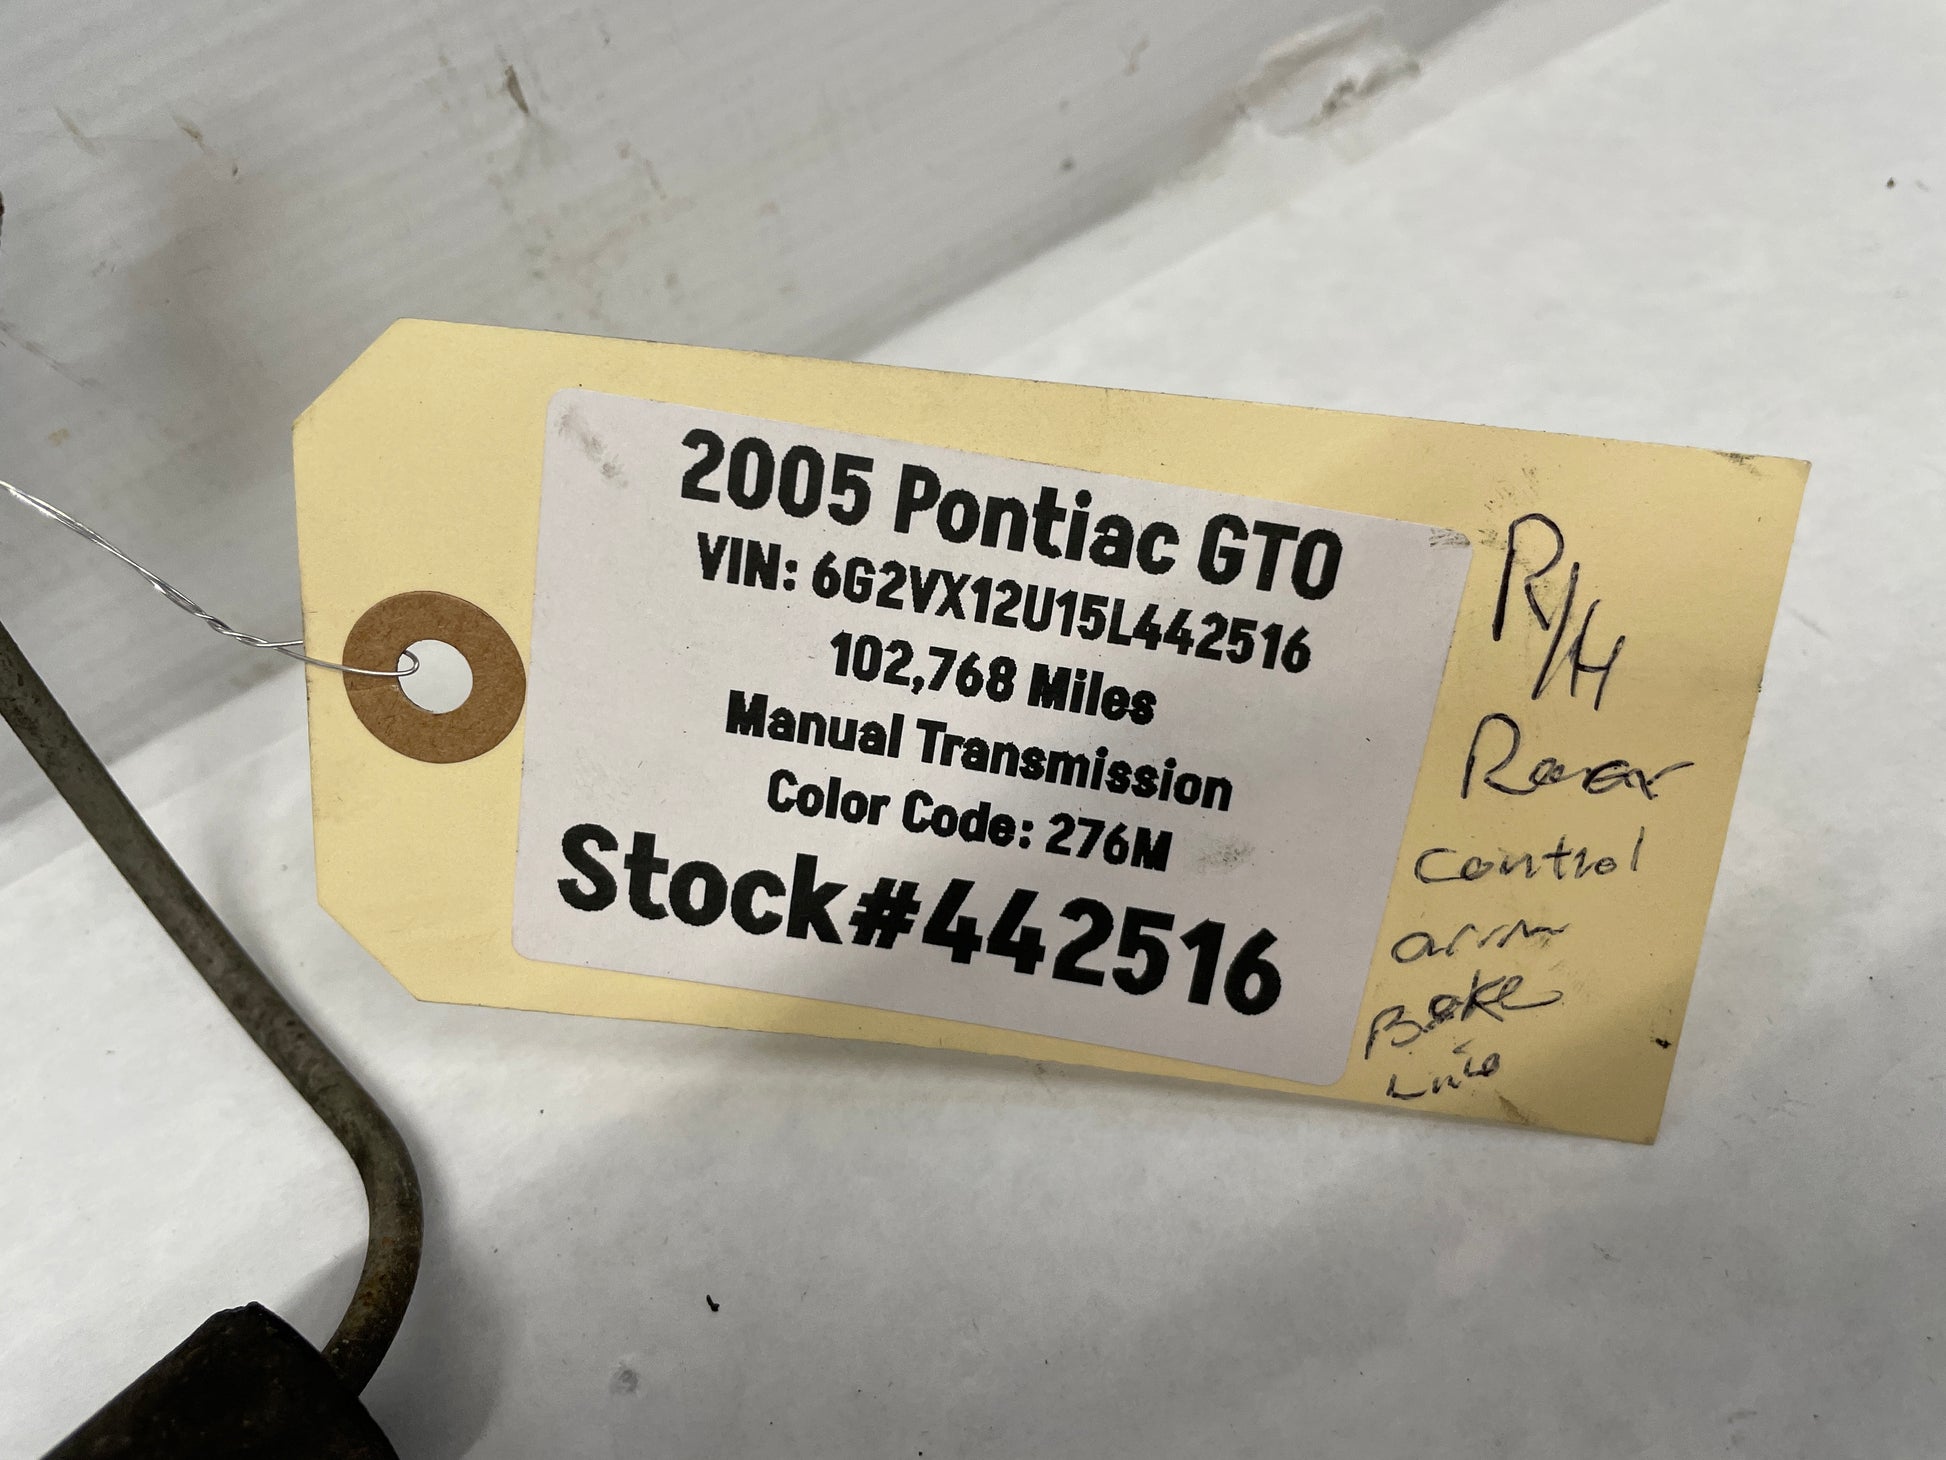 2005 Pontiac GTO
VIN: 6G2VX12U15L442516
102,768 Miles
Manual Transmission
Color Code: 276M
Stock#442516
R/H
Rear
control
arm
Bake
Line